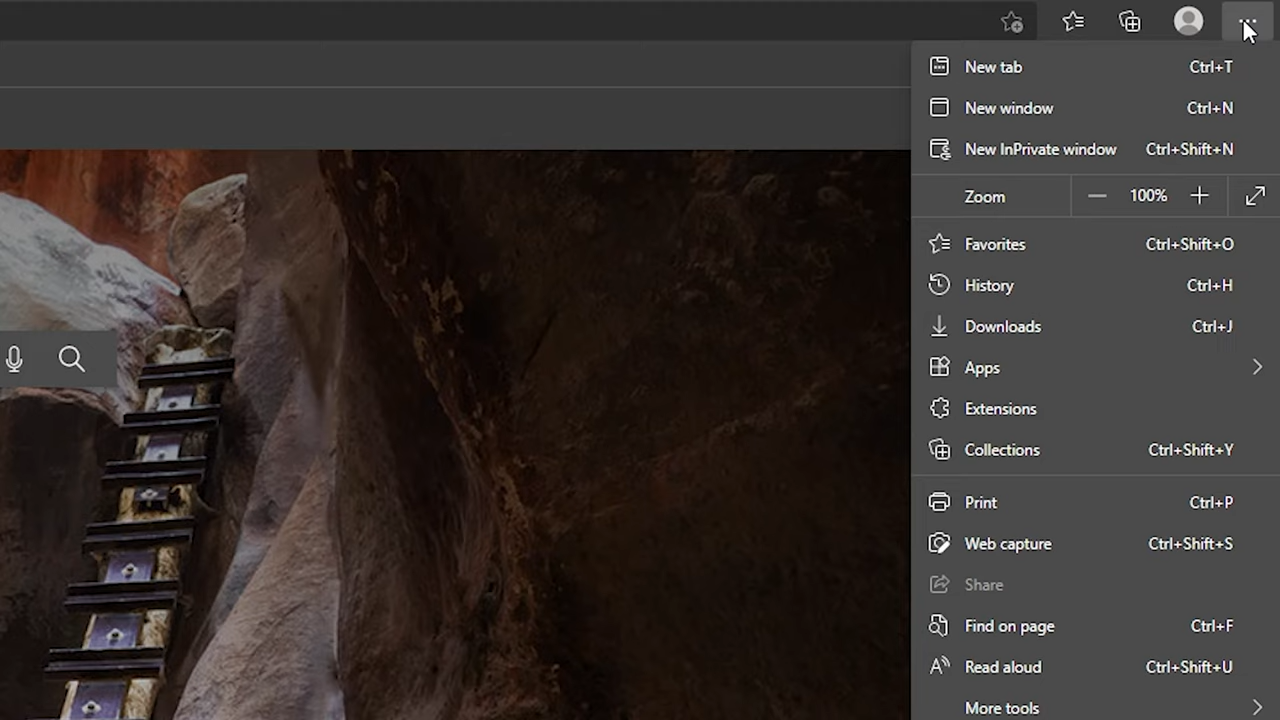 New tab Ctrl+T
New window Ctrl+N
New InPrivate window Ctrl+Shift+N
Zoom 100%
Favorites Ctrl+Shift+O
History Ctrl+H
Downloads Ctrl+J
Apps
Extensions
Collections Ctrl+Shift+Y
Print Ctrl+P
Web capture Ctrl+Shift+S
Share
Find on page Ctrl+F
Read aloud Ctrl+Shift+U
More tools